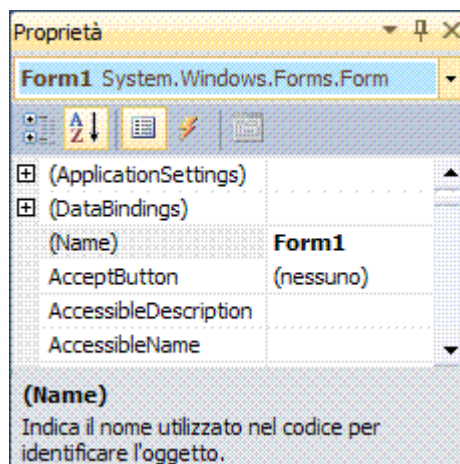 Proprietà
Form1 System.Windows.Forms.Form
(ApplicationSettings)
(DataBindings)
(Name) Form1
AcceptButton (nessuno)
AccessibleDescription
AccessibleName
(Name)
Indica il nome utilizzato nel codice per
identificare l'oggetto.